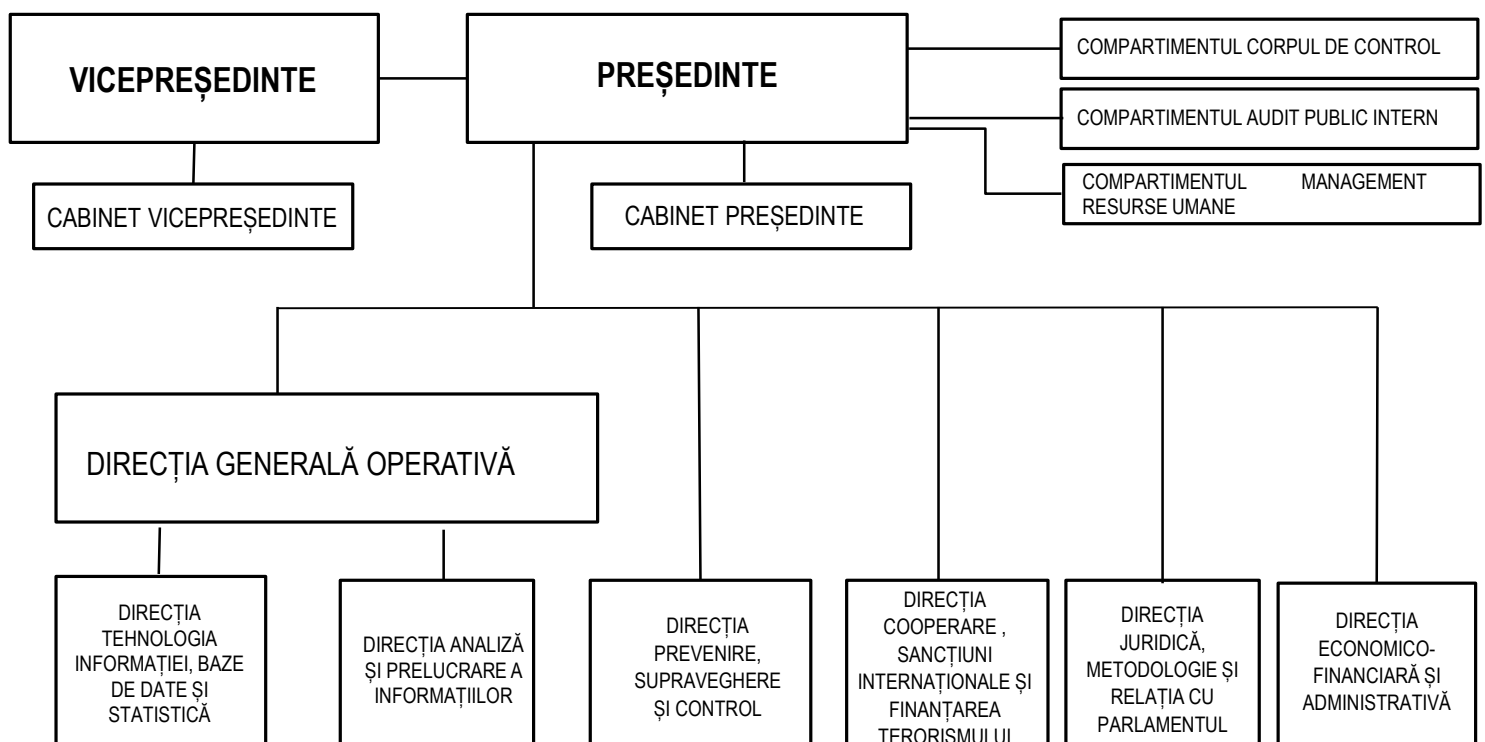 VICEPREȘEDINTE
PREȘEDINTE
COMPARTIMENTUL CORPUL DE CONTROL
COMPARTIMENTUL AUDIT PUBLIC INTERN
COMPARTIMENTUL MANAGEMENT
RESURSE UMANE
CABINET VICEPREȘEDINTE
CABINET PREȘEDINTE
DIRECȚIA GENERALĂ OPERATIVĂ
DIRECȚIA
TEHNOLOGIA
INFORMAȚIEI, BAZE
DE DATE ȘI
STATISTICĂ
DIRECȚIA ANALIZĂ
ȘI PRELUCRARE A
INFORMAȚIILOR
DIRECȚIA
PREVENIRE,
SUPRAVEGHERE
ȘI CONTROL
DIRECȚIA
COOPERARE ,
SANCȚIUNI
INTERNAȚIONALE ȘI
FINANȚAREA
TERORISMULUI
DIRECȚIA
JURIDICĂ,
METODOLOGIE ȘI
RELAȚIA CU
PARLAMENTUL
DIRECȚIA
ECONOMICO-
FINANCIARĂ ȘI
ADMINISTRATIVĂ